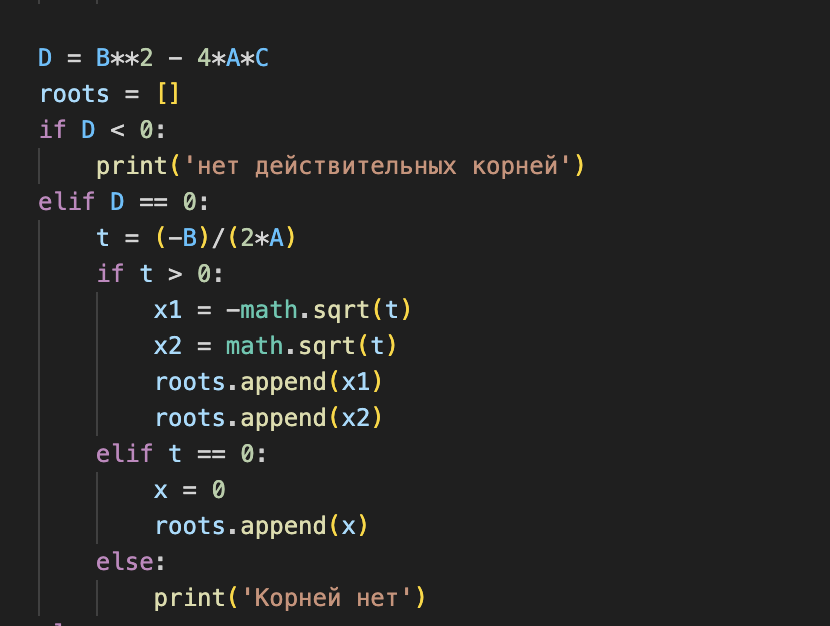 D = B**2 - 4*A*C
roots = []
if D < 0:
    print('нет действительных корней')
elif D == 0:
    t = (-B)/(2*A)
    if t > 0:
        x1 = -math.sqrt(t)
        x2 = math.sqrt(t)
        roots.append(x1)
        roots.append(x2)
    elif t == 0:
        x = 0
        roots.append(x)
    else:
        print('Корней нет')